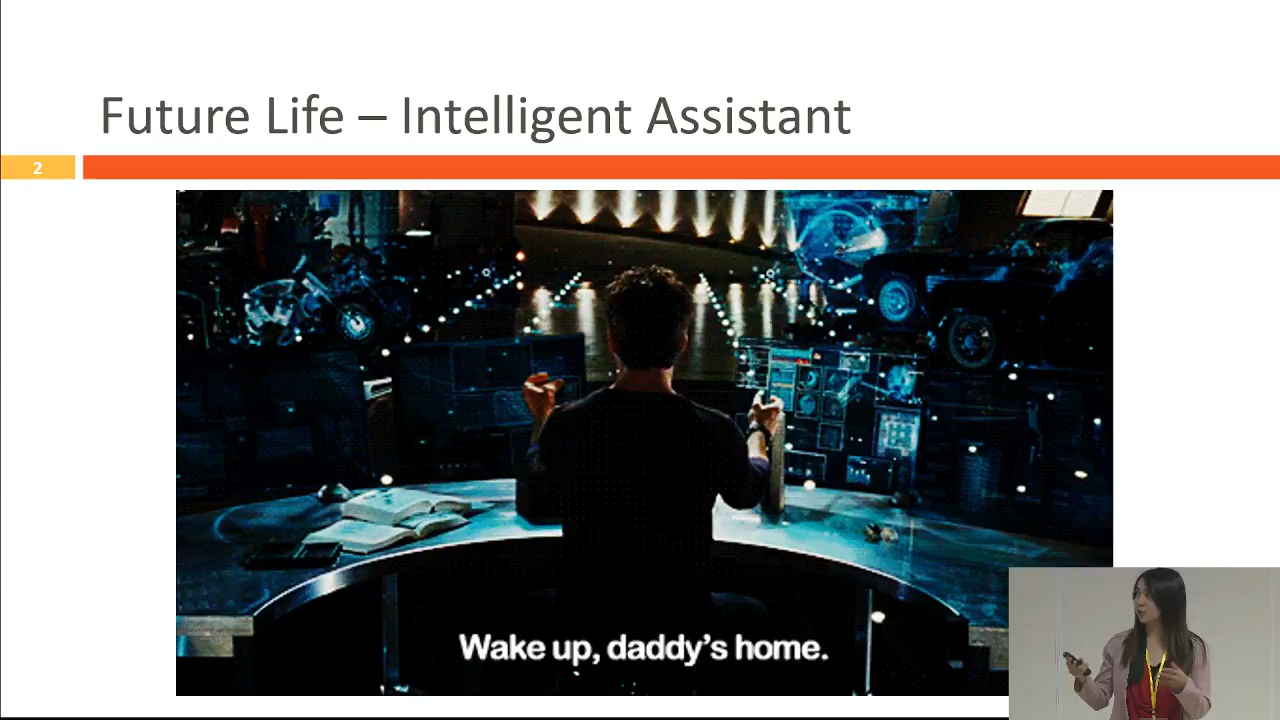 Future Life – Intelligent Assistant
2
Wake up, daddy's home.